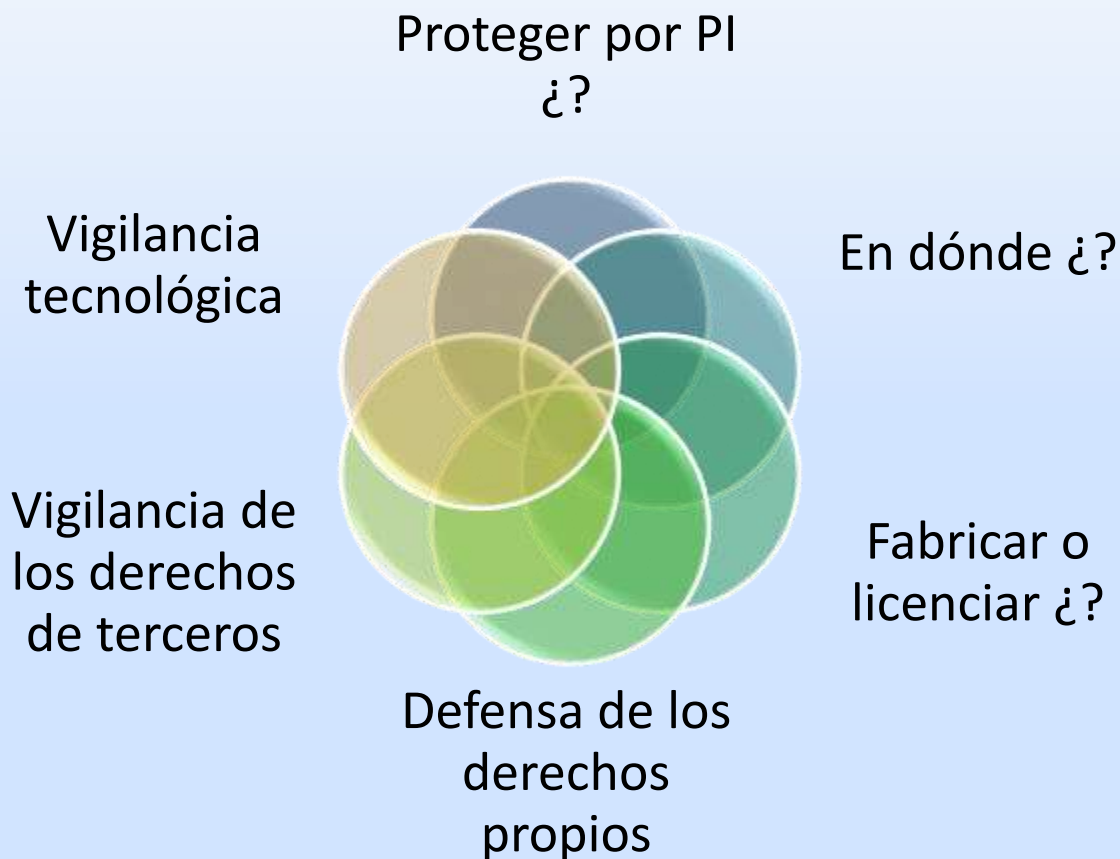 Proteger por PI
¿?
En dónde ¿?
Fabricar o
licenciar ¿?
Defensa de los
derechos
propios
Vigilancia de
los derechos
de terceros
Vigilancia
tecnológica